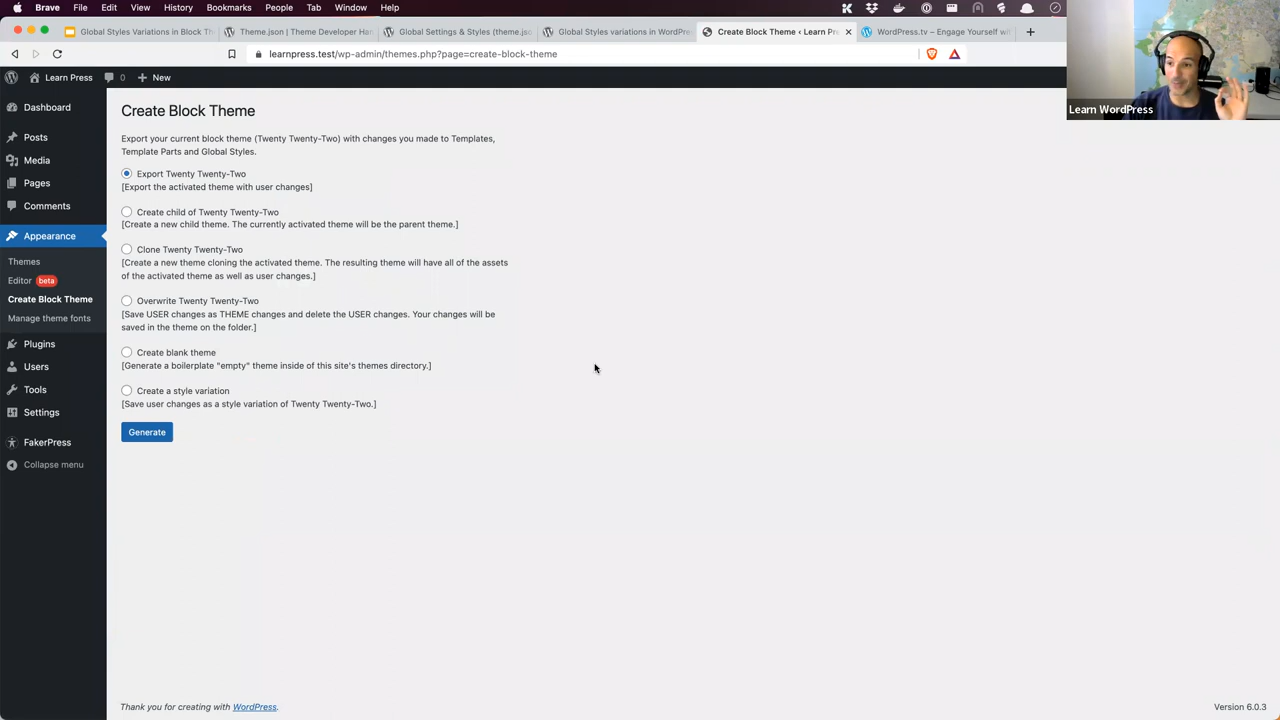 Brave File Edit View History Bookmarks People Tab Window Help
Global Styles Variations in Block Th
Theme.json | Theme Developer Han
Global Settings & Styles (theme.jso
Global Styles variations in WordPres
Create Block Theme ‹ Learn Pre
WordPress.tv – Engage Yourself wit
learnpress.test/wp-admin/themes.php?page=create-block-theme
Learn Press 0 New
Learn WordPress
Dashboard
Posts
Media
Pages
Comments
Appearance
Themes
Editor beta
Create Block Theme
Manage theme fonts
Plugins
Users
Tools
Settings
FakerPress
Collapse menu
Create Block Theme
Export your current block theme (Twenty Twenty-Two) with changes you made to Templates,
Template Parts and Global Styles.
Export Twenty Twenty-Two
[Export the activated theme with user changes]
Create child of Twenty Twenty-Two
[Create a new child theme. The currently activated theme will be the parent theme.]
Clone Twenty Twenty-Two
[Create a new theme cloning the activated theme. The resulting theme will have all of the assets
of the activated theme as well as user changes.]
Overwrite Twenty Twenty-Two
[Save USER changes as THEME changes and delete the USER changes. Your changes will be
saved in the theme on the folder.]
Create blank theme
[Generate a boilerplate "empty" theme inside of this site's themes directory.]
Create a style variation
[Save user changes as a style variation of Twenty Twenty-Two.]
Generate
Thank you for creating with WordPress.
Version 6.0.3